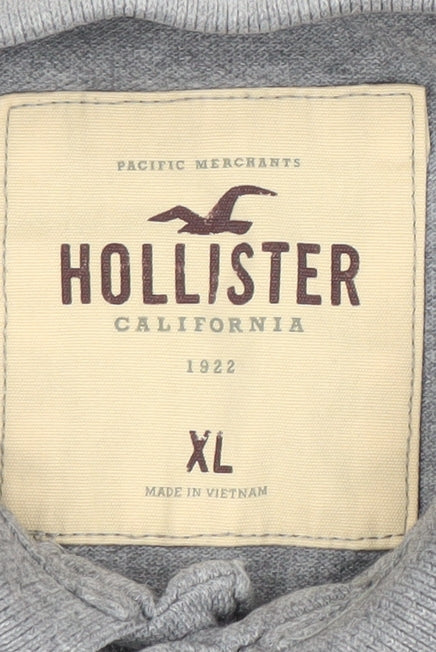 PACIFIC MERCHANTS
HOLLISTER
CALIFORNIA
1922
XL
MADE IN VIETNAM